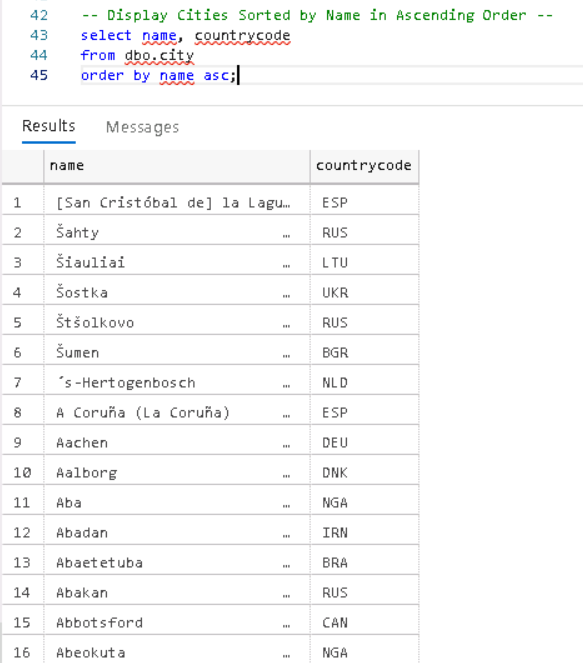 42 -- Display Cities Sorted by Name in Ascending Order --
43 select name, countrycode
44 from dbo.city
45 order by name asc;
Results Messages
name countrycode
1 [San Cristóbal de] la Lagu… ESP
2 Šahty … RUS
3 Šiauliai … LTU
4 Šostka … UKR
5 Štšolkovo … RUS
6 Šumen … BGR
7 ´s-Hertogenbosch … NLD
8 A Coruña (La Coruña) … ESP
9 Aachen … DEU
10 Aalborg … DNK
11 Aba … NGA
12 Abadan … IRN
13 Abaetetuba … BRA
14 Abakan … RUS
15 Abbotsford … CAN
16 Abeokuta … NGA